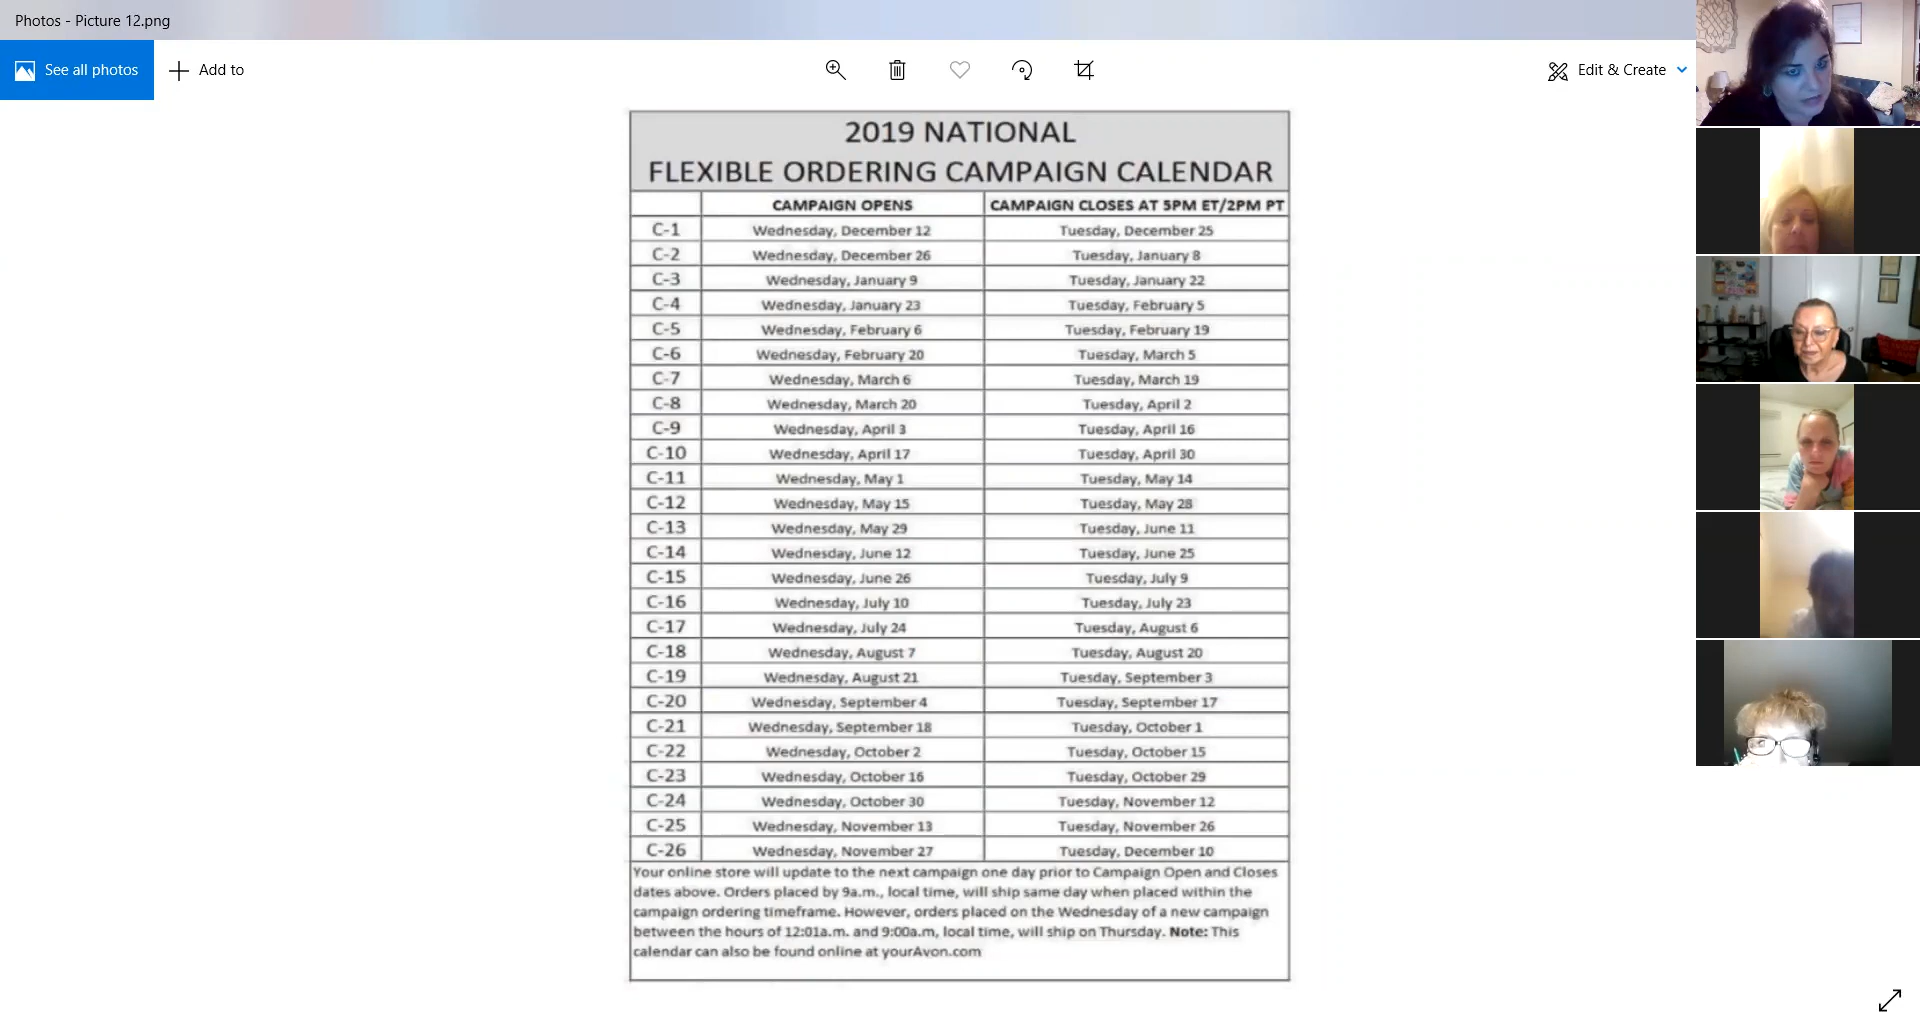 Photos - Picture 12.png
See all photos
Add to
Edit & Create
2019 NATIONAL
FLEXIBLE ORDERING CAMPAIGN CALENDAR
CAMPAIGN OPENS CAMPAIGN CLOSES AT 5PM ET/2PM PT
C-1 Wednesday, December 12 Tuesday, December 25
C-2 Wednesday, December 26 Tuesday, January 8
C-3 Wednesday, January 9 Tuesday, January 22
C-4 Wednesday, January 23 Tuesday, February 5
C-5 Wednesday, February 6 Tuesday, February 19
C-6 Wednesday, February 20 Tuesday, March 5
C-7 Wednesday, March 6 Tuesday, March 19
C-8 Wednesday, March 20 Tuesday, April 2
C-9 Wednesday, April 3 Tuesday, April 16
C-10 Wednesday, April 17 Tuesday, April 30
C-11 Wednesday, May 1 Tuesday, May 14
C-12 Wednesday, May 15 Tuesday, May 28
C-13 Wednesday, May 29 Tuesday, June 11
C-14 Wednesday, June 12 Tuesday, June 25
C-15 Wednesday, June 26 Tuesday, July 9
C-16 Wednesday, July 10 Tuesday, July 23
C-17 Wednesday, July 24 Tuesday, August 6
C-18 Wednesday, August 7 Tuesday, August 20
C-19 Wednesday, August 21 Tuesday, September 3
C-20 Wednesday, September 4 Tuesday, September 17
C-21 Wednesday, September 18 Tuesday, October 1
C-22 Wednesday, October 2 Tuesday, October 15
C-23 Wednesday, October 16 Tuesday, October 29
C-24 Wednesday, October 30 Tuesday, November 12
C-25 Wednesday, November 13 Tuesday, November 26
C-26 Wednesday, November 27 Tuesday, December 10
Your online store will update to the next campaign one day prior to Campaign Open and Closes
dates above. Orders placed by 9a.m., local time, will ship same day when placed within the
campaign ordering timeframe. However, orders placed on the Wednesday of a new campaign
between the hours of 12:01a.m. and 9:00a.m, local time, will ship on Thursday. Note: This
calendar can also be found online at yourAvon.com